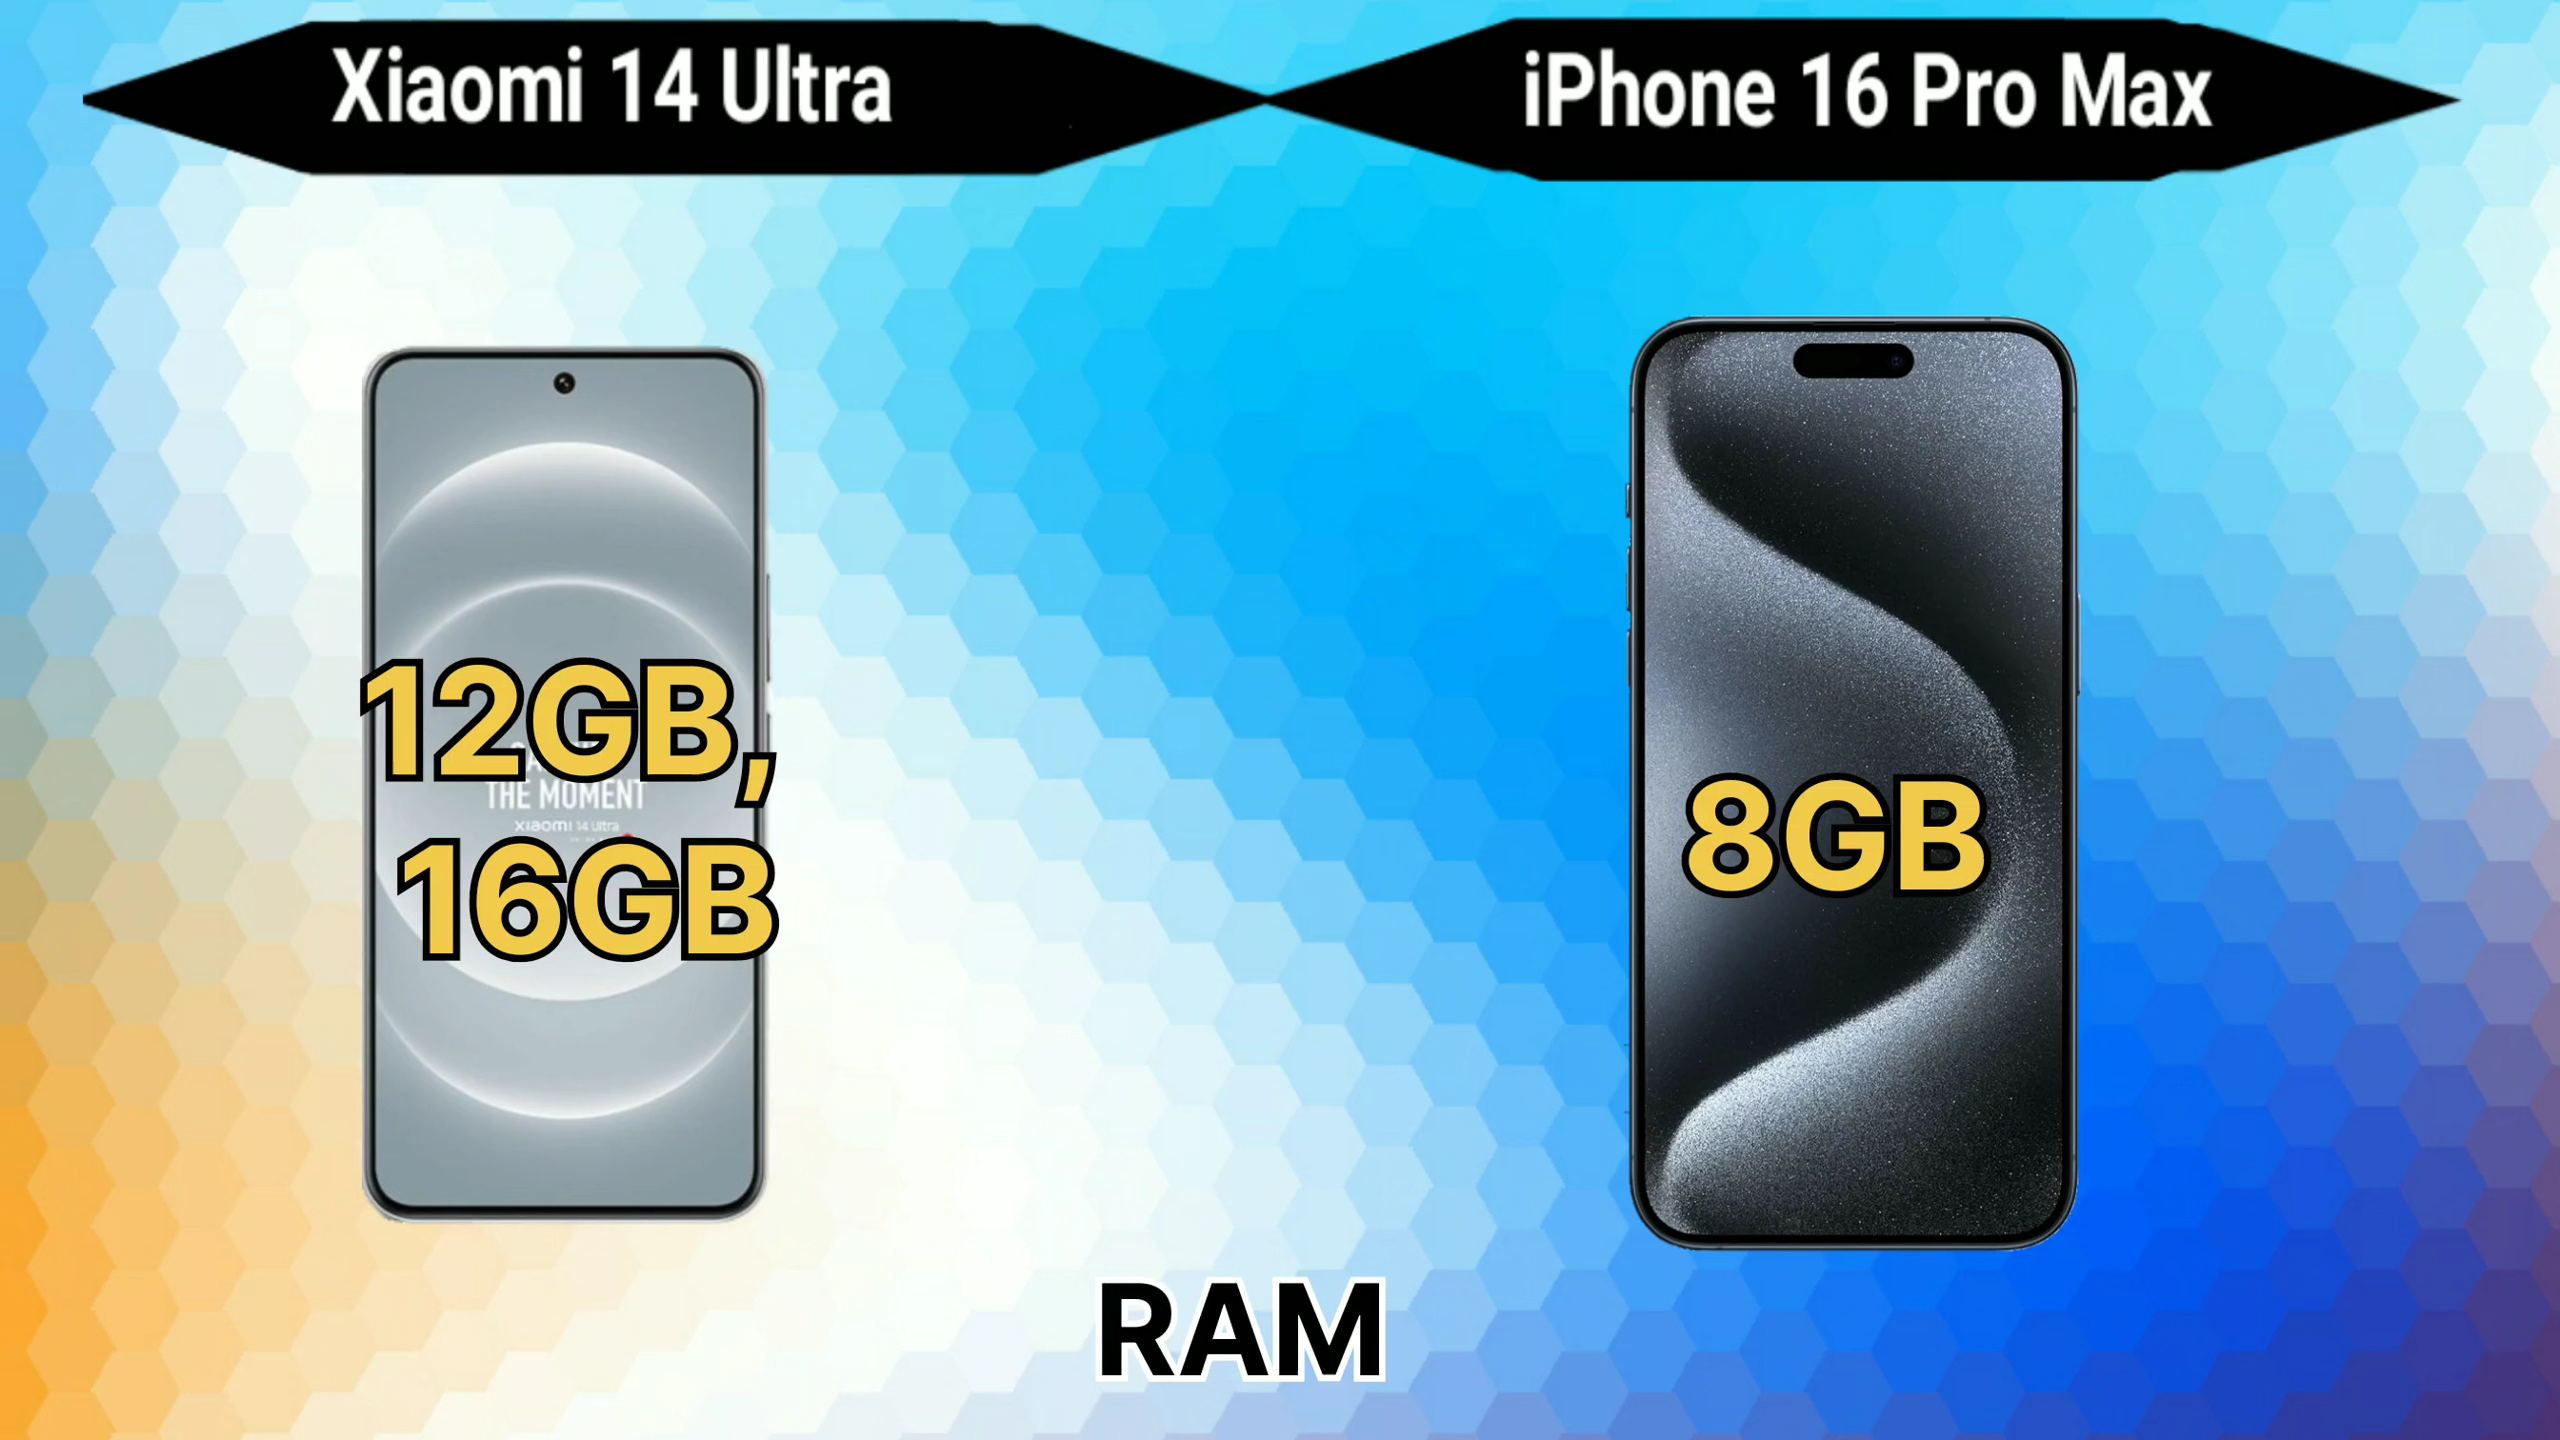 Xiaomi 14 Ultra
iPhone 16 Pro Max
12GB,
THE MOMENT
xiaomi 14 Ultra
16GB
8GB
RAM